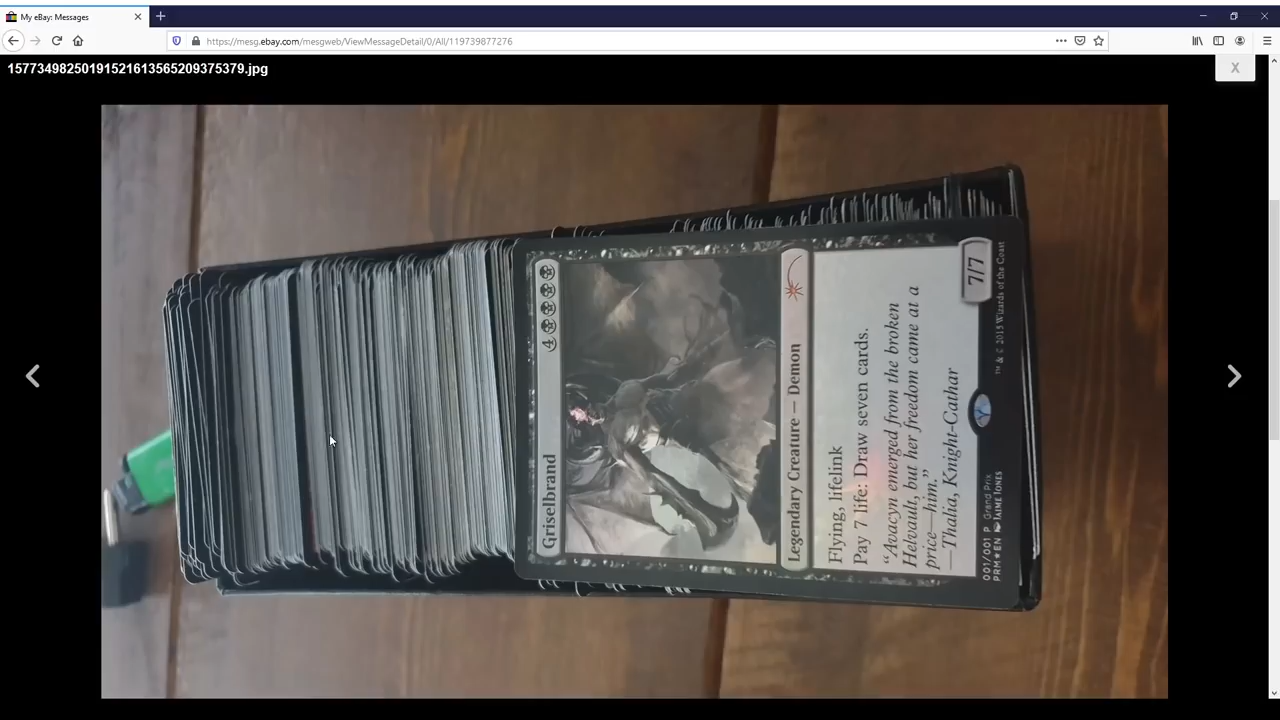 My eBay: Messages
https://mesg.ebay.com/mesgweb/ViewMessageDetail/0/All/119739877276
15773498250191521613565209375379.jpg
X
Griselbrand
4
Legendary Creature — Demon
Flying, lifelink
Pay 7 life: Draw seven cards.
“Avacyn emerged from the broken
Helvault, but her freedom came at a
price—him.”
—Thalia, Knight-Cathar
7/7
001/001 P Grand Prix
PRM★EN JAIME JONES
™ & © 2015 Wizards of the Coast